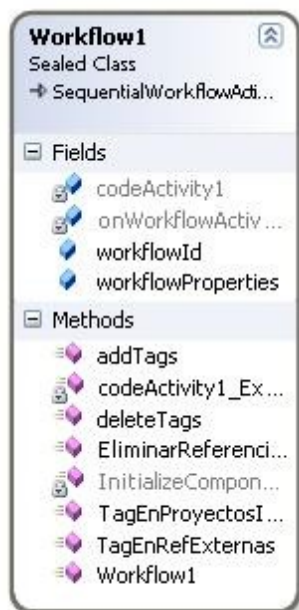 Workflow1
Sealed Class
SequentialWorkflowActi...
Fields
codeActivity1
onWorkflowActiv...
workflowId
workflowProperties
Methods
addTags
codeActivity1_Ex...
deleteTags
EliminarReferenci...
InitializeCompon...
TagEnProyectosI...
TagEnRefExternas
Workflow1